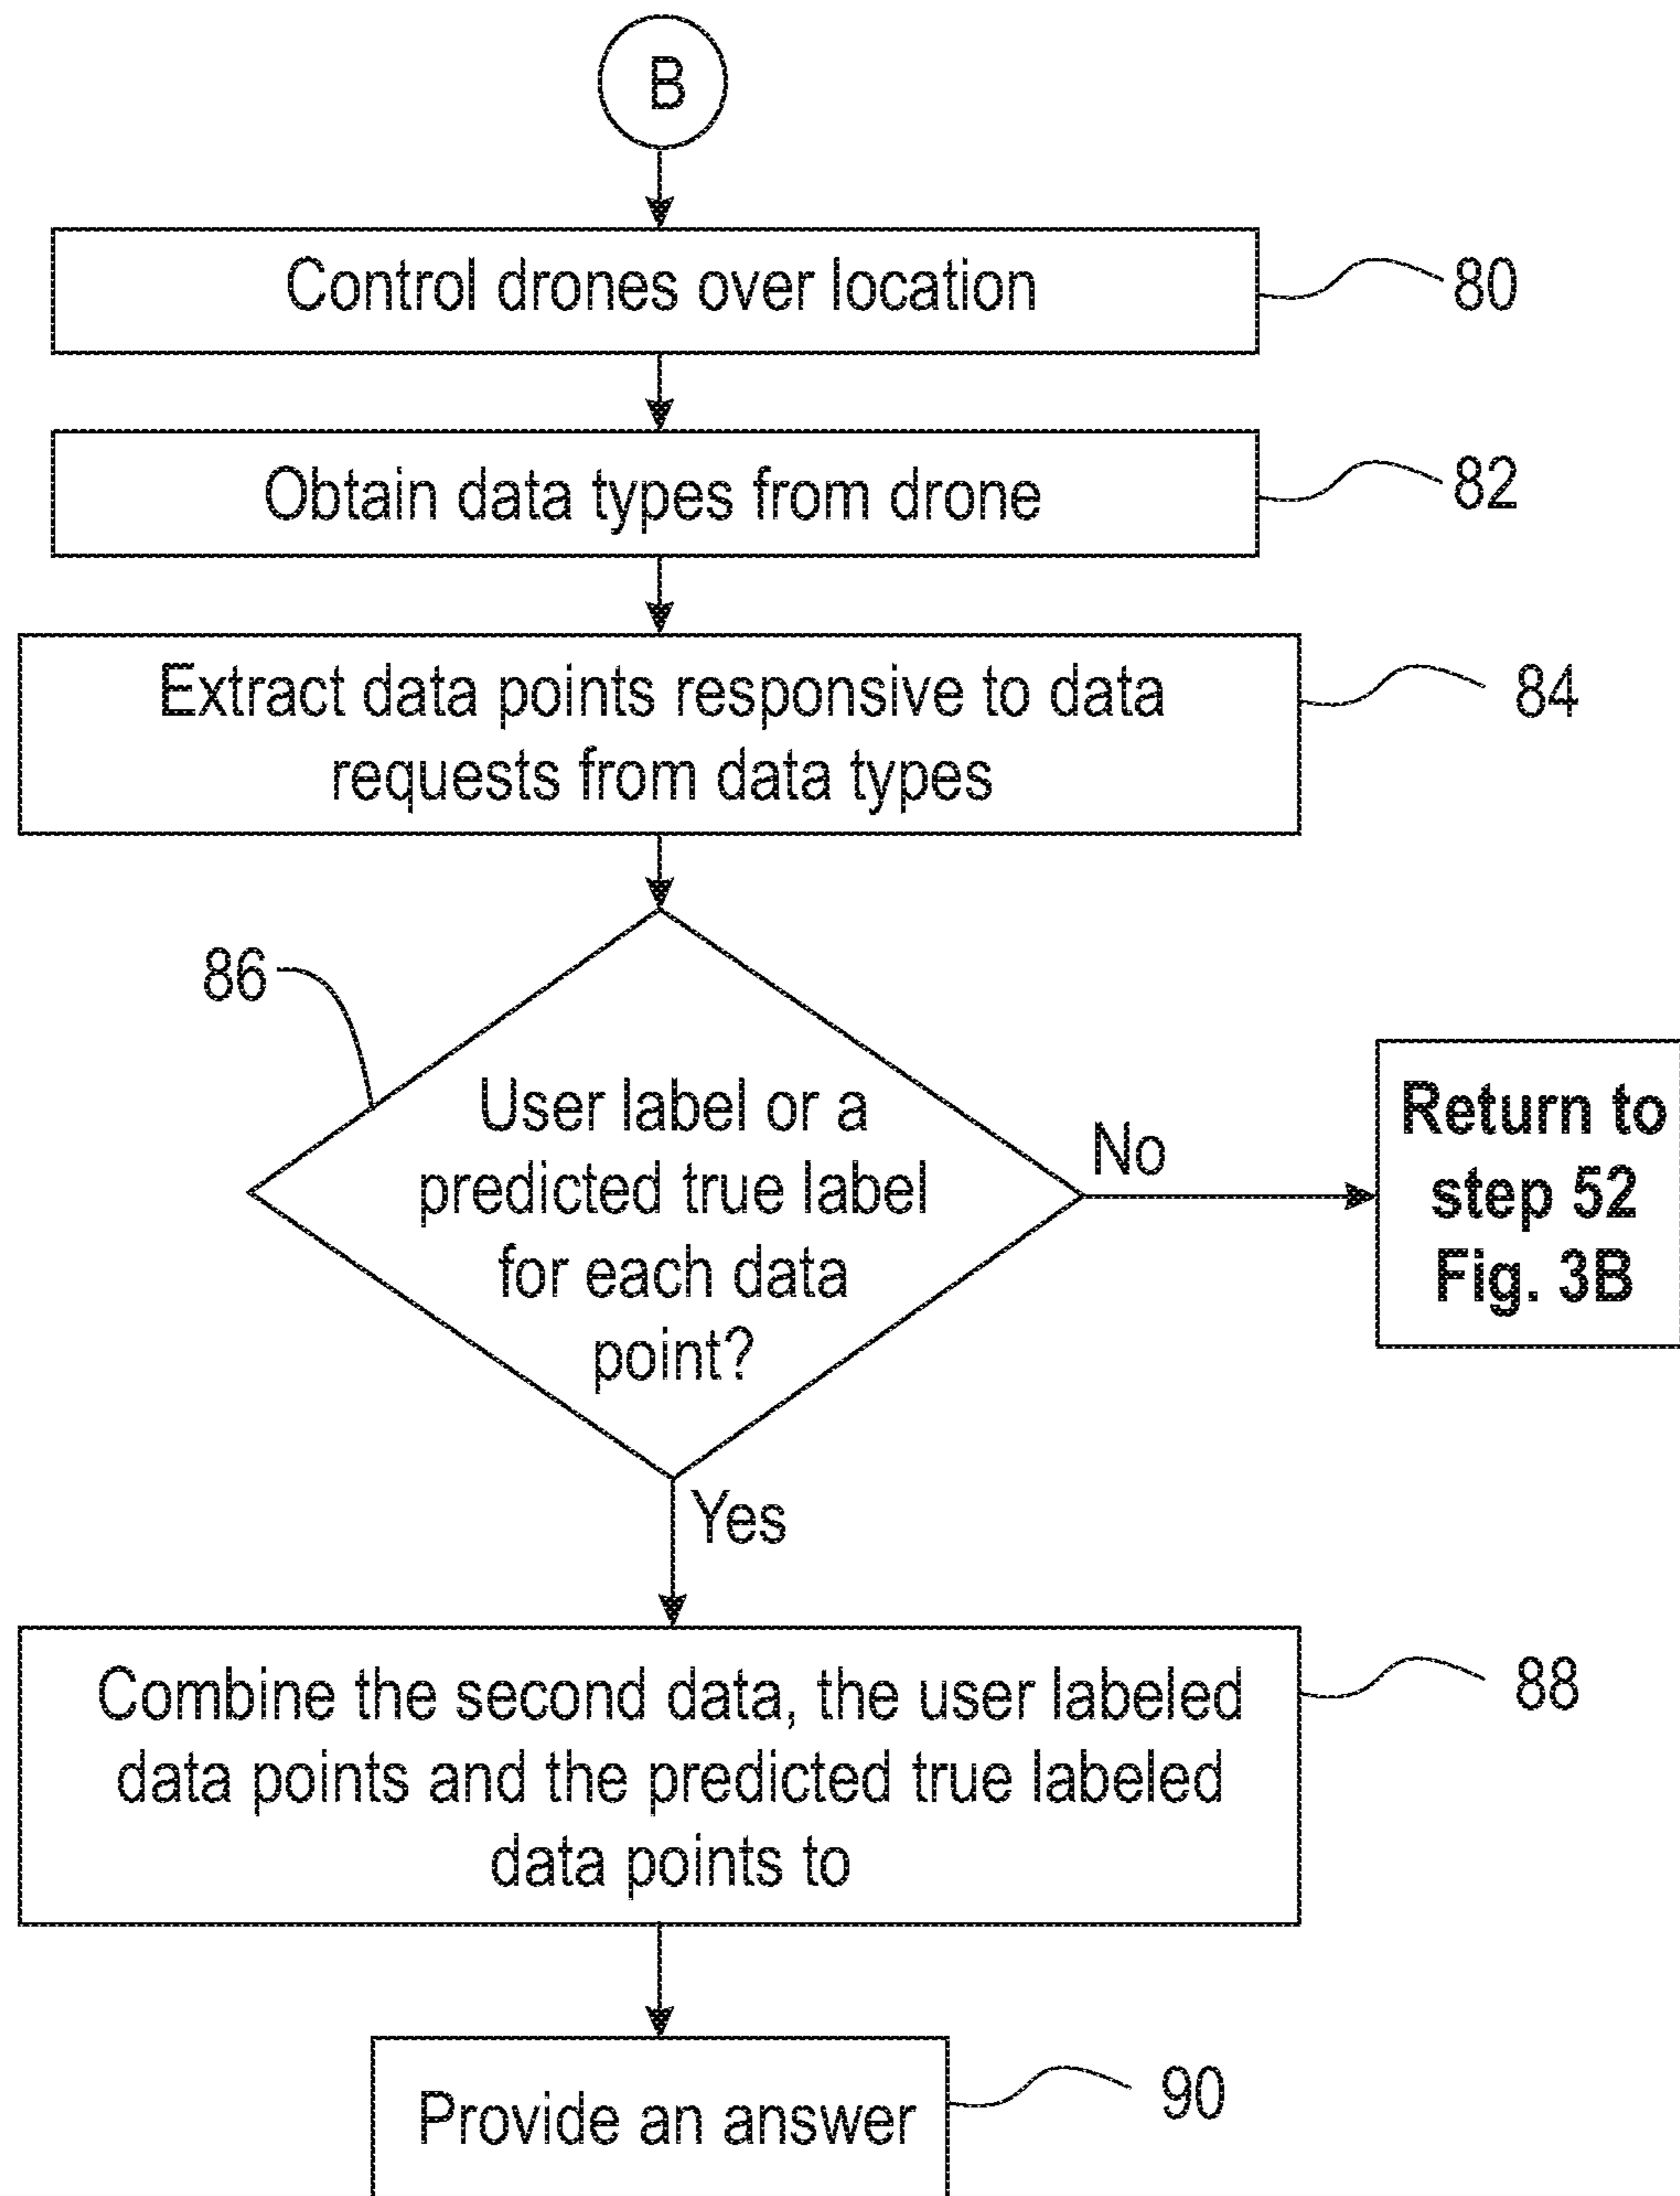 B
Control drones over location
80
Obtain data types from drone
82
Extract data points responsive to data
requests from data types
84
86
User label or a
predicted true label
for each data
point?
No
Return to
step 52
Fig. 3B
Yes
Combine the second data, the user labeled
data points and the predicted true labeled
data points to
88
Provide an answer
90